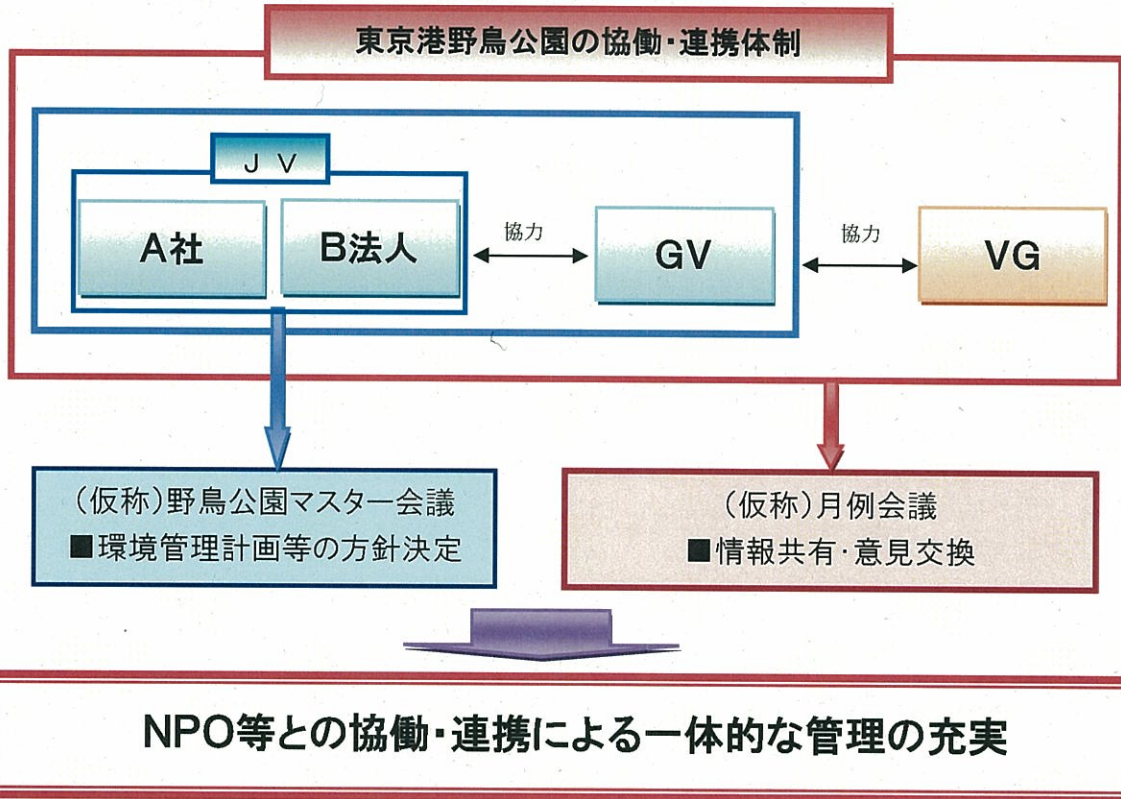 東京港野鳥公園の協働・連携体制
JV
A社
B法人
協力
GV
協力
VG
(仮称)野鳥公園マスター会議
■環境管理計画等の方針決定
(仮称)月例会議
■情報共有・意見交換
NPO等との協働・連携による一体的な管理の充実